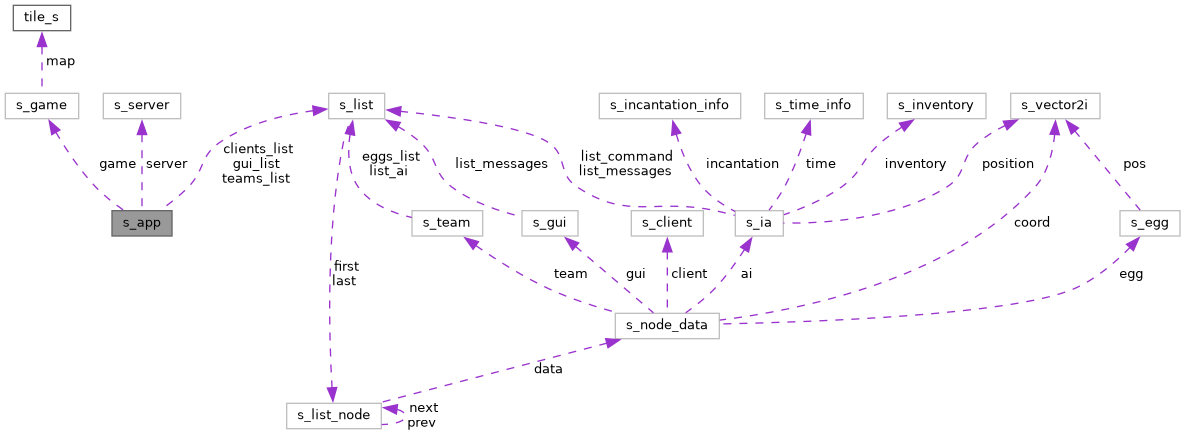 tile_s
map
s_game
s_server
s_list
s_incantation_info
s_time_info
s_inventory
s_vector2i
game
server
clients_list
gui_list
teams_list
eggs_list
list_ai
list_messages
list_command
list_messages
incantation
time
inventory
position
pos
s_app
s_team
s_gui
s_client
s_ia
coord
s_egg
first
last
team
gui
client
ai
egg
s_node_data
data
s_list_node
next
prev